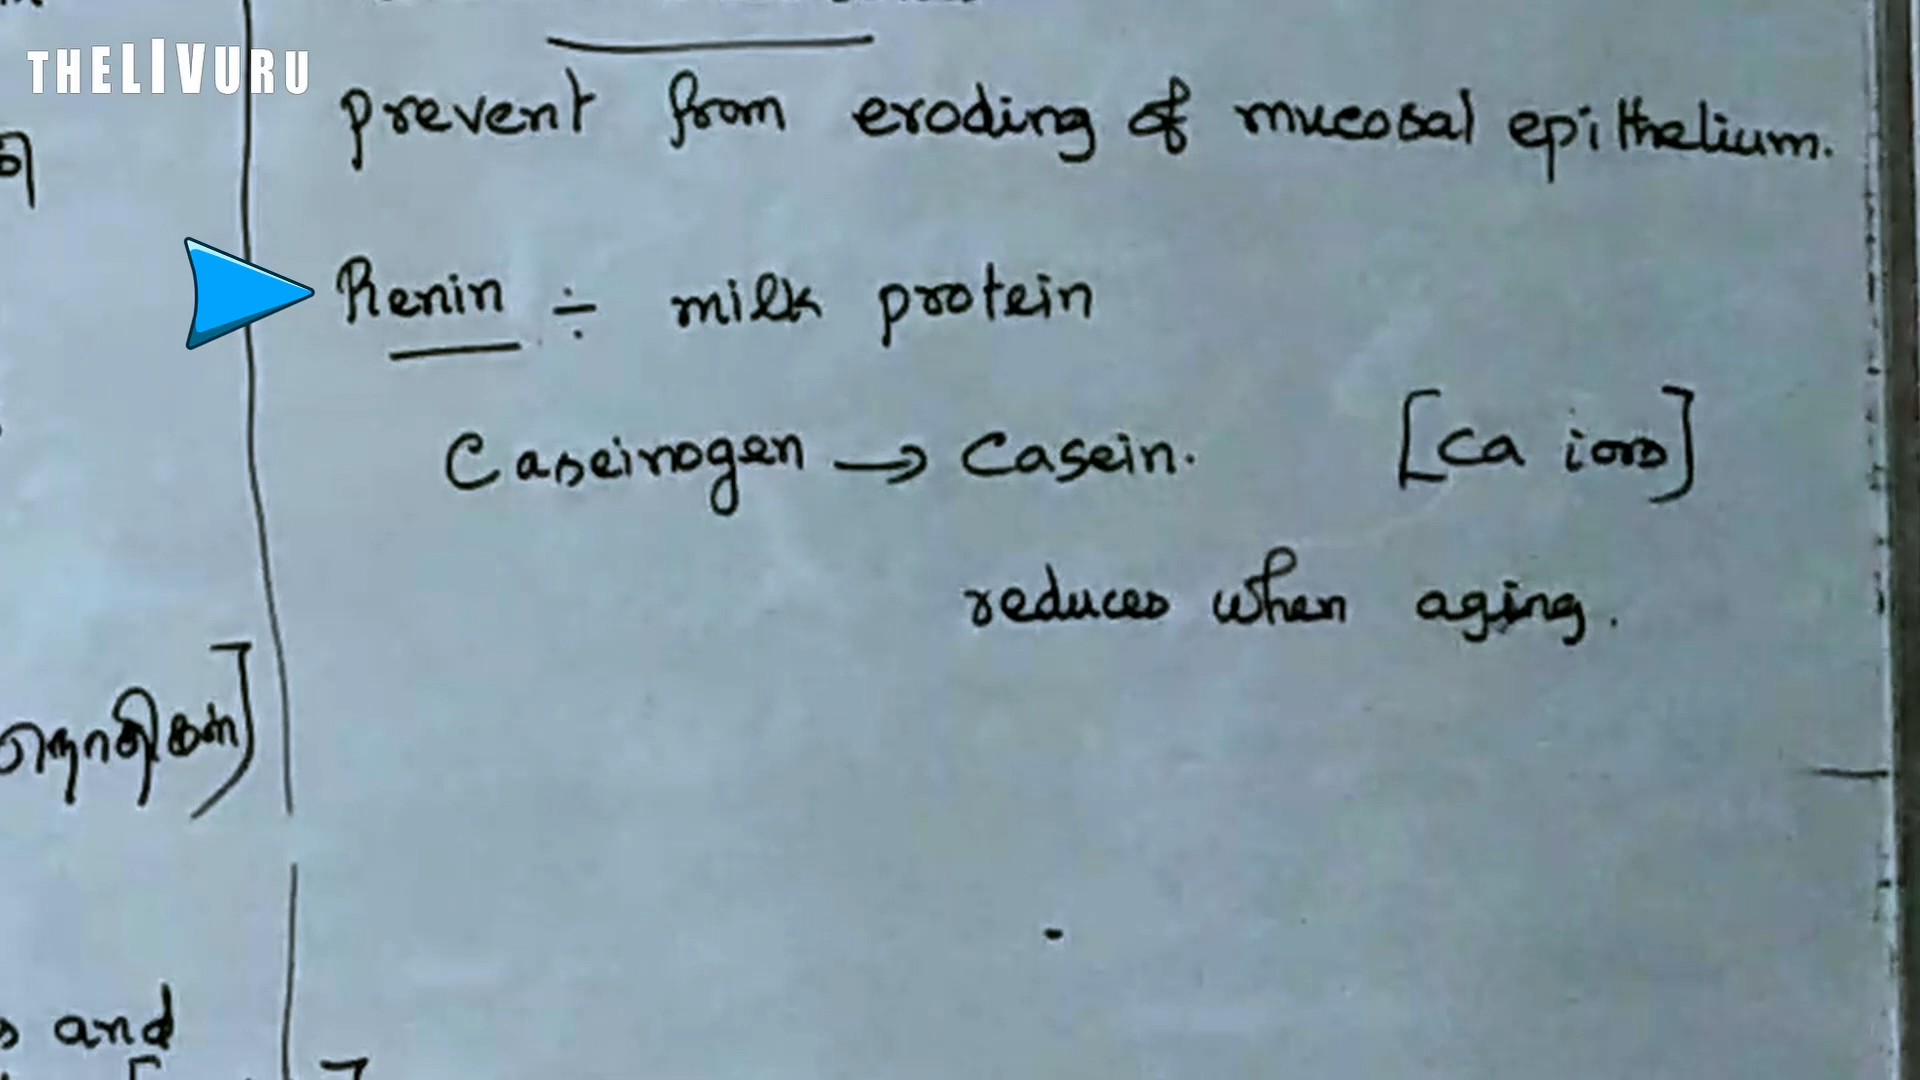 THELIVURU
prevent from eroding of mucosal epithelium.
Renin ÷ milk protein
Caseinogen → Casein. [Ca ions]
reduces when aging.
and